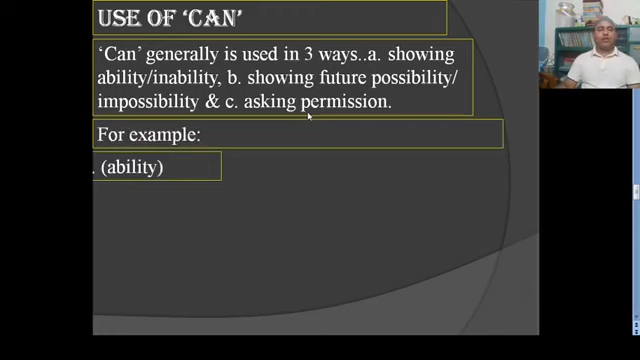 USE OF ‘CAN’
‘Can’ generally is used in 3 ways..a. showing
ability/inability, b. showing future possibility/
impossibility & c. asking permission.
For example:
. (ability)